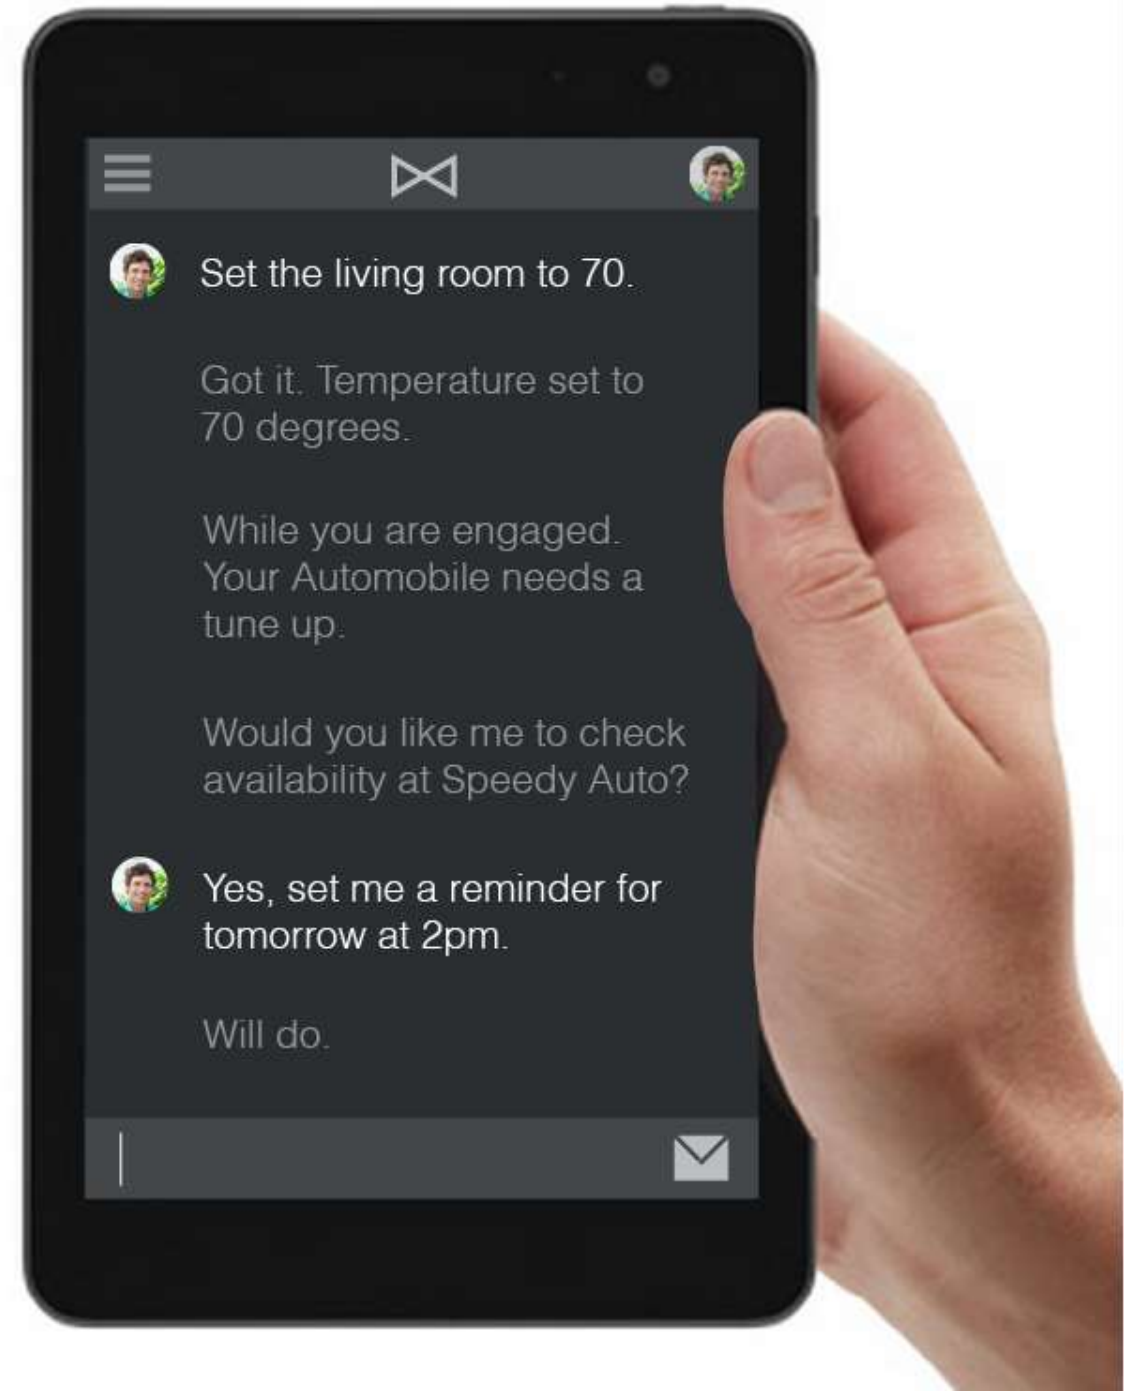 Set the living room to 70.
Got it. Temperature set to
70 degrees.
While you are engaged.
Your Automobile needs a
tune up.
Would you like me to check
availability at Speedy Auto?
Yes, set me a reminder for
tomorrow at 2pm.
Will do.